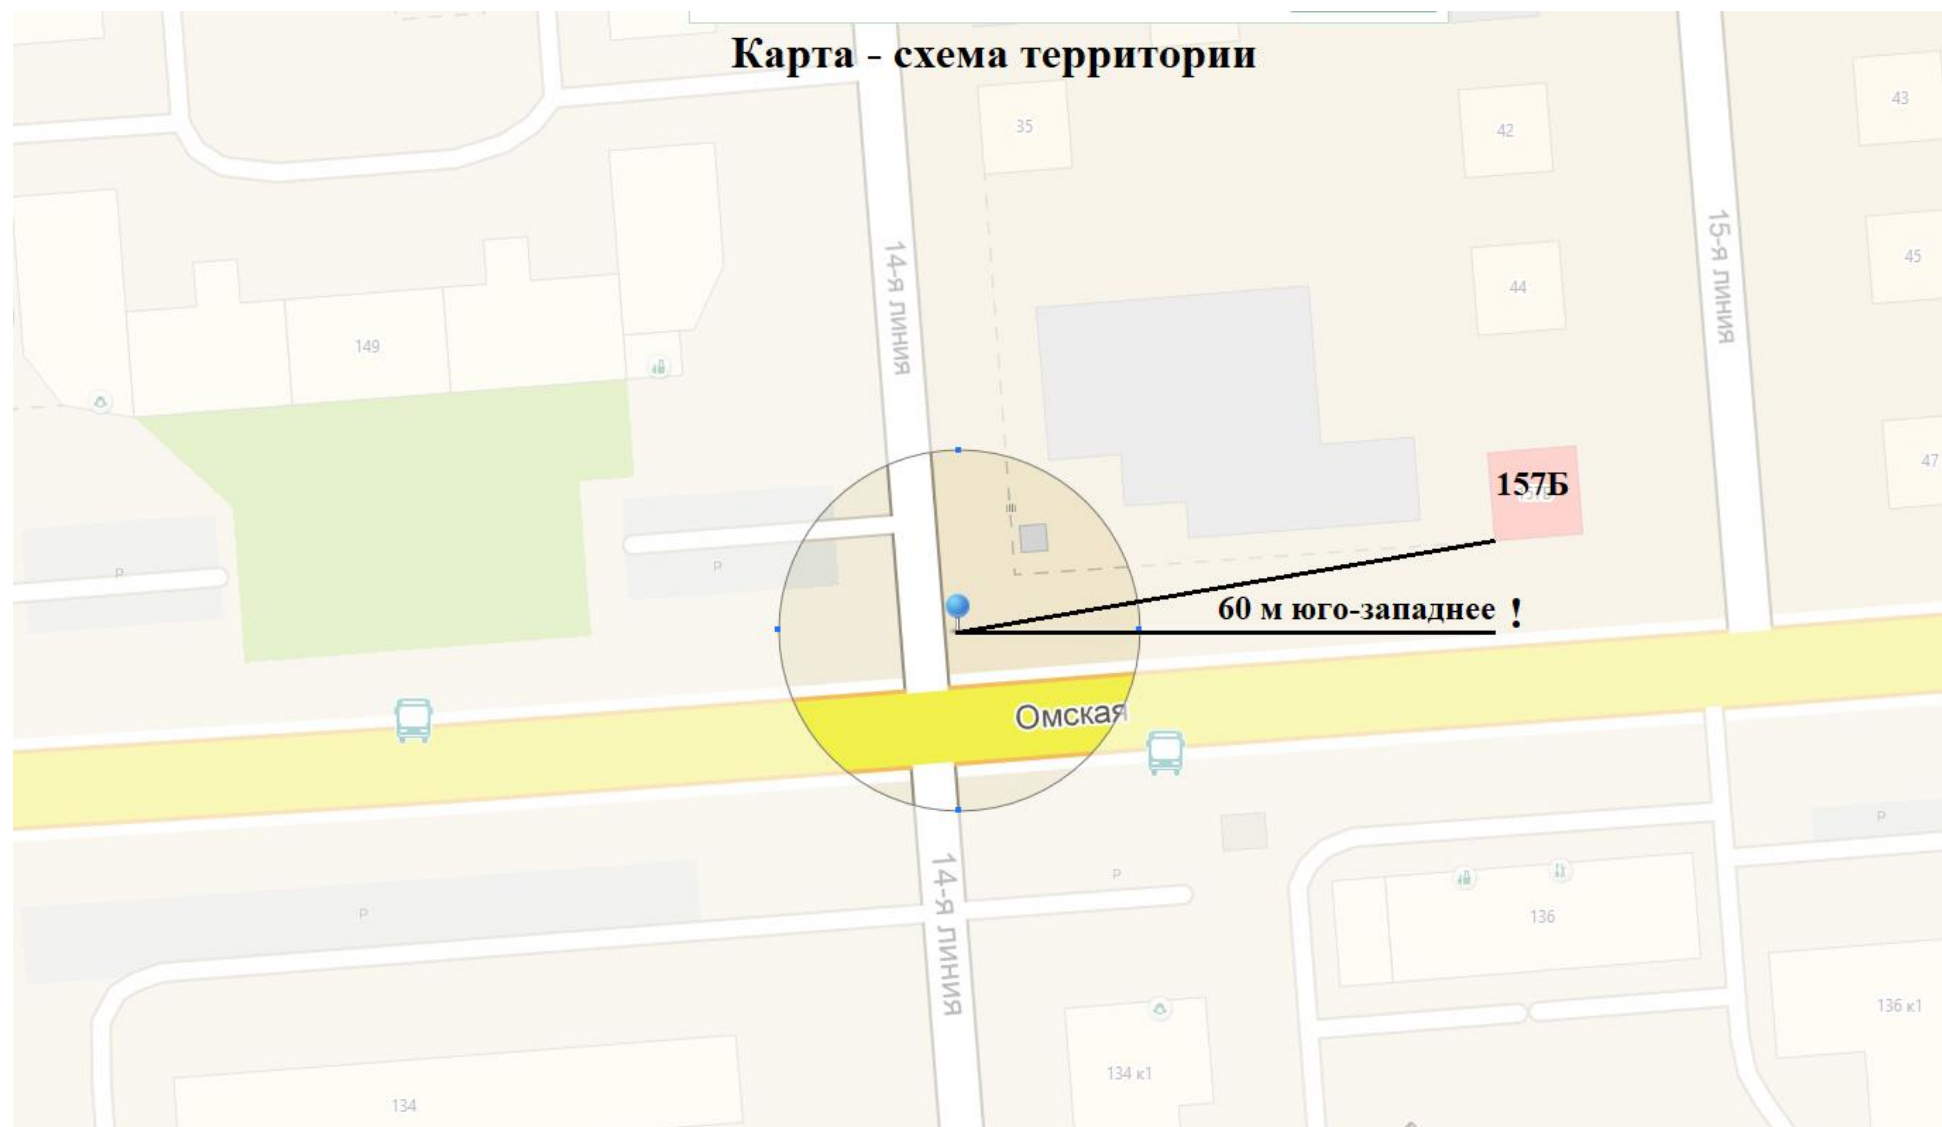 Карта - схема территории
35
42
43
14-я линия
15-я линия
45
44
149
47
157Б
P
P
60 м юго-западнее !
Омская
14-я линия
P
P
P
136
136 к1
134 к1
134